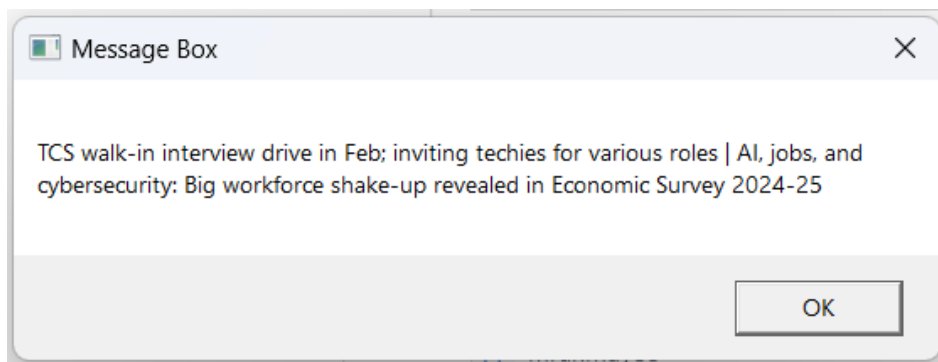 Message Box
TCS walk-in interview drive in Feb; inviting techies for various roles | AI, jobs, and
cybersecurity: Big workforce shake-up revealed in Economic Survey 2024-25
OK